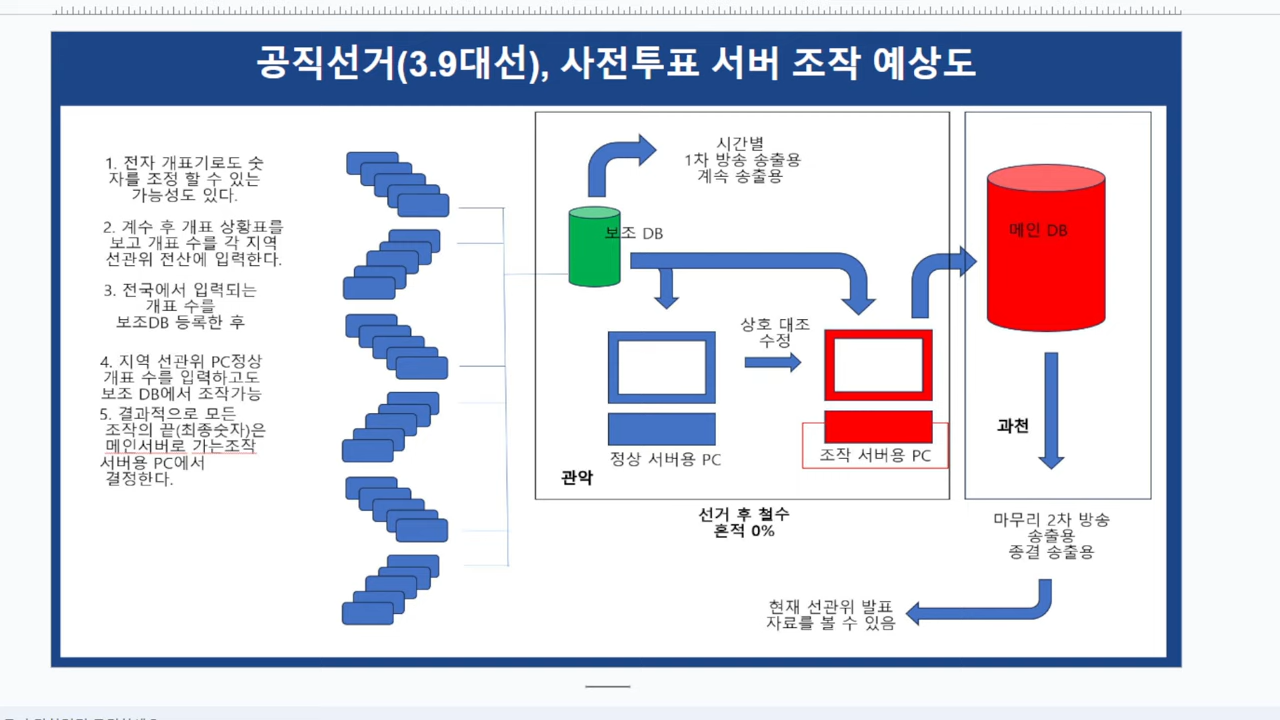 공직선거(3.9대선), 사전투표 서버 조작 예상도
1. 전자 개표기로도 숫
자를 조정 할 수 있는
가능성도 있다.
2. 계수 후 개표 상황표를
보고 개표 수를 각 지역
선관위 전산에 입력한다.
3. 전국에서 입력되는
개표 수를
보조DB 등록한 후
4. 지역 선관위 PC정상
개표 수를 입력하고도
보조 DB에서 조작가능
5. 결과적으로 모든
조작의 끝(최종숫자)은
메인서버로 가는조작
서버용 PC에서
결정한다.
시간별
1차 방송 송출용
계속 송출용
보조 DB
상호 대조
수정
정상 서버용 PC
조작 서버용 PC
관악
선거 후 철수
흔적 0%
메인 DB
과천
마무리 2차 방송
송출용
종결 송출용
현재 선관위 발표
자료를 볼 수 있음